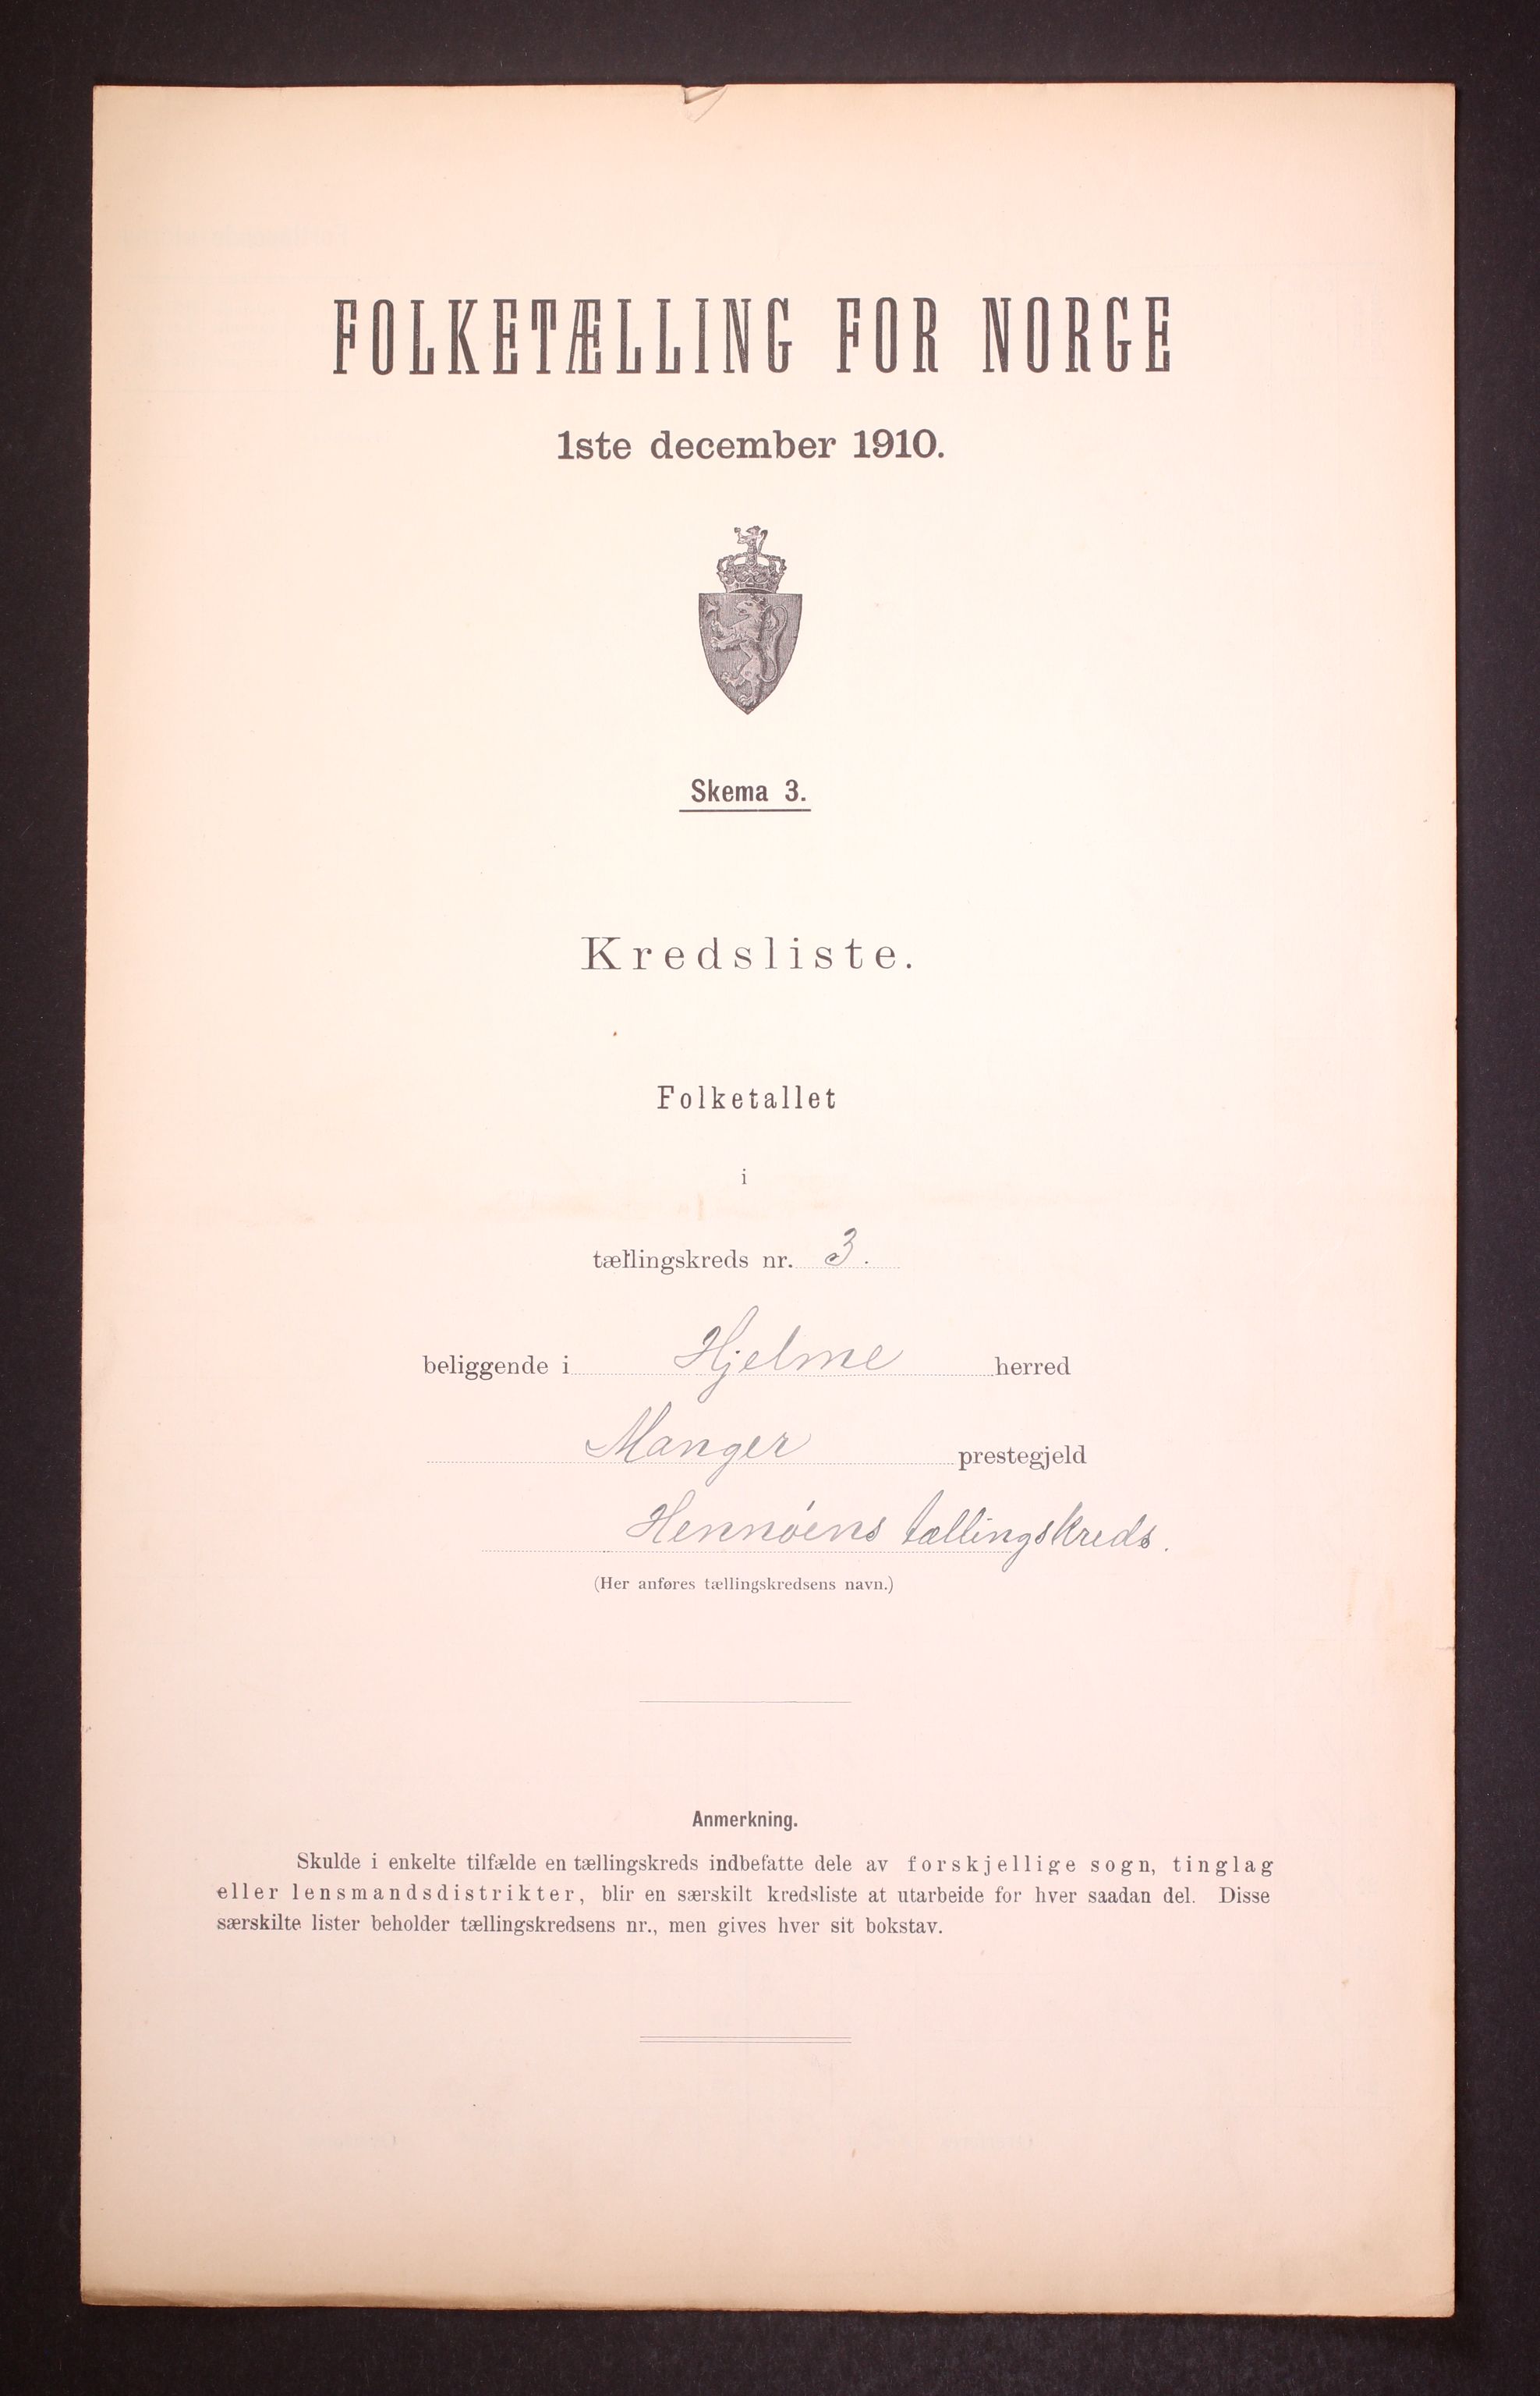 FOLKETÆLLING FOR NORGE
1ste december 1910.
Skema 3.
Kredsliste.
Folketallet
i
tællingskreds nr. 3.
beliggende i Hjelme herred
Manger prestegjeld
Hennóens tællingskreds.
(Her anføres tællingskredsens navn.)
Anmerkning.
Skulde i enkelte tilfælde en tællingskreds indbefatte dele av forskjellige sogn, tinglag
eller lensmandsdistrikter, blir en særskilt kredsliste at utarbeide for hver saadan del. Disse
særskilte lister beholder tællingskredsens nr., men gives hver sit bokstav.